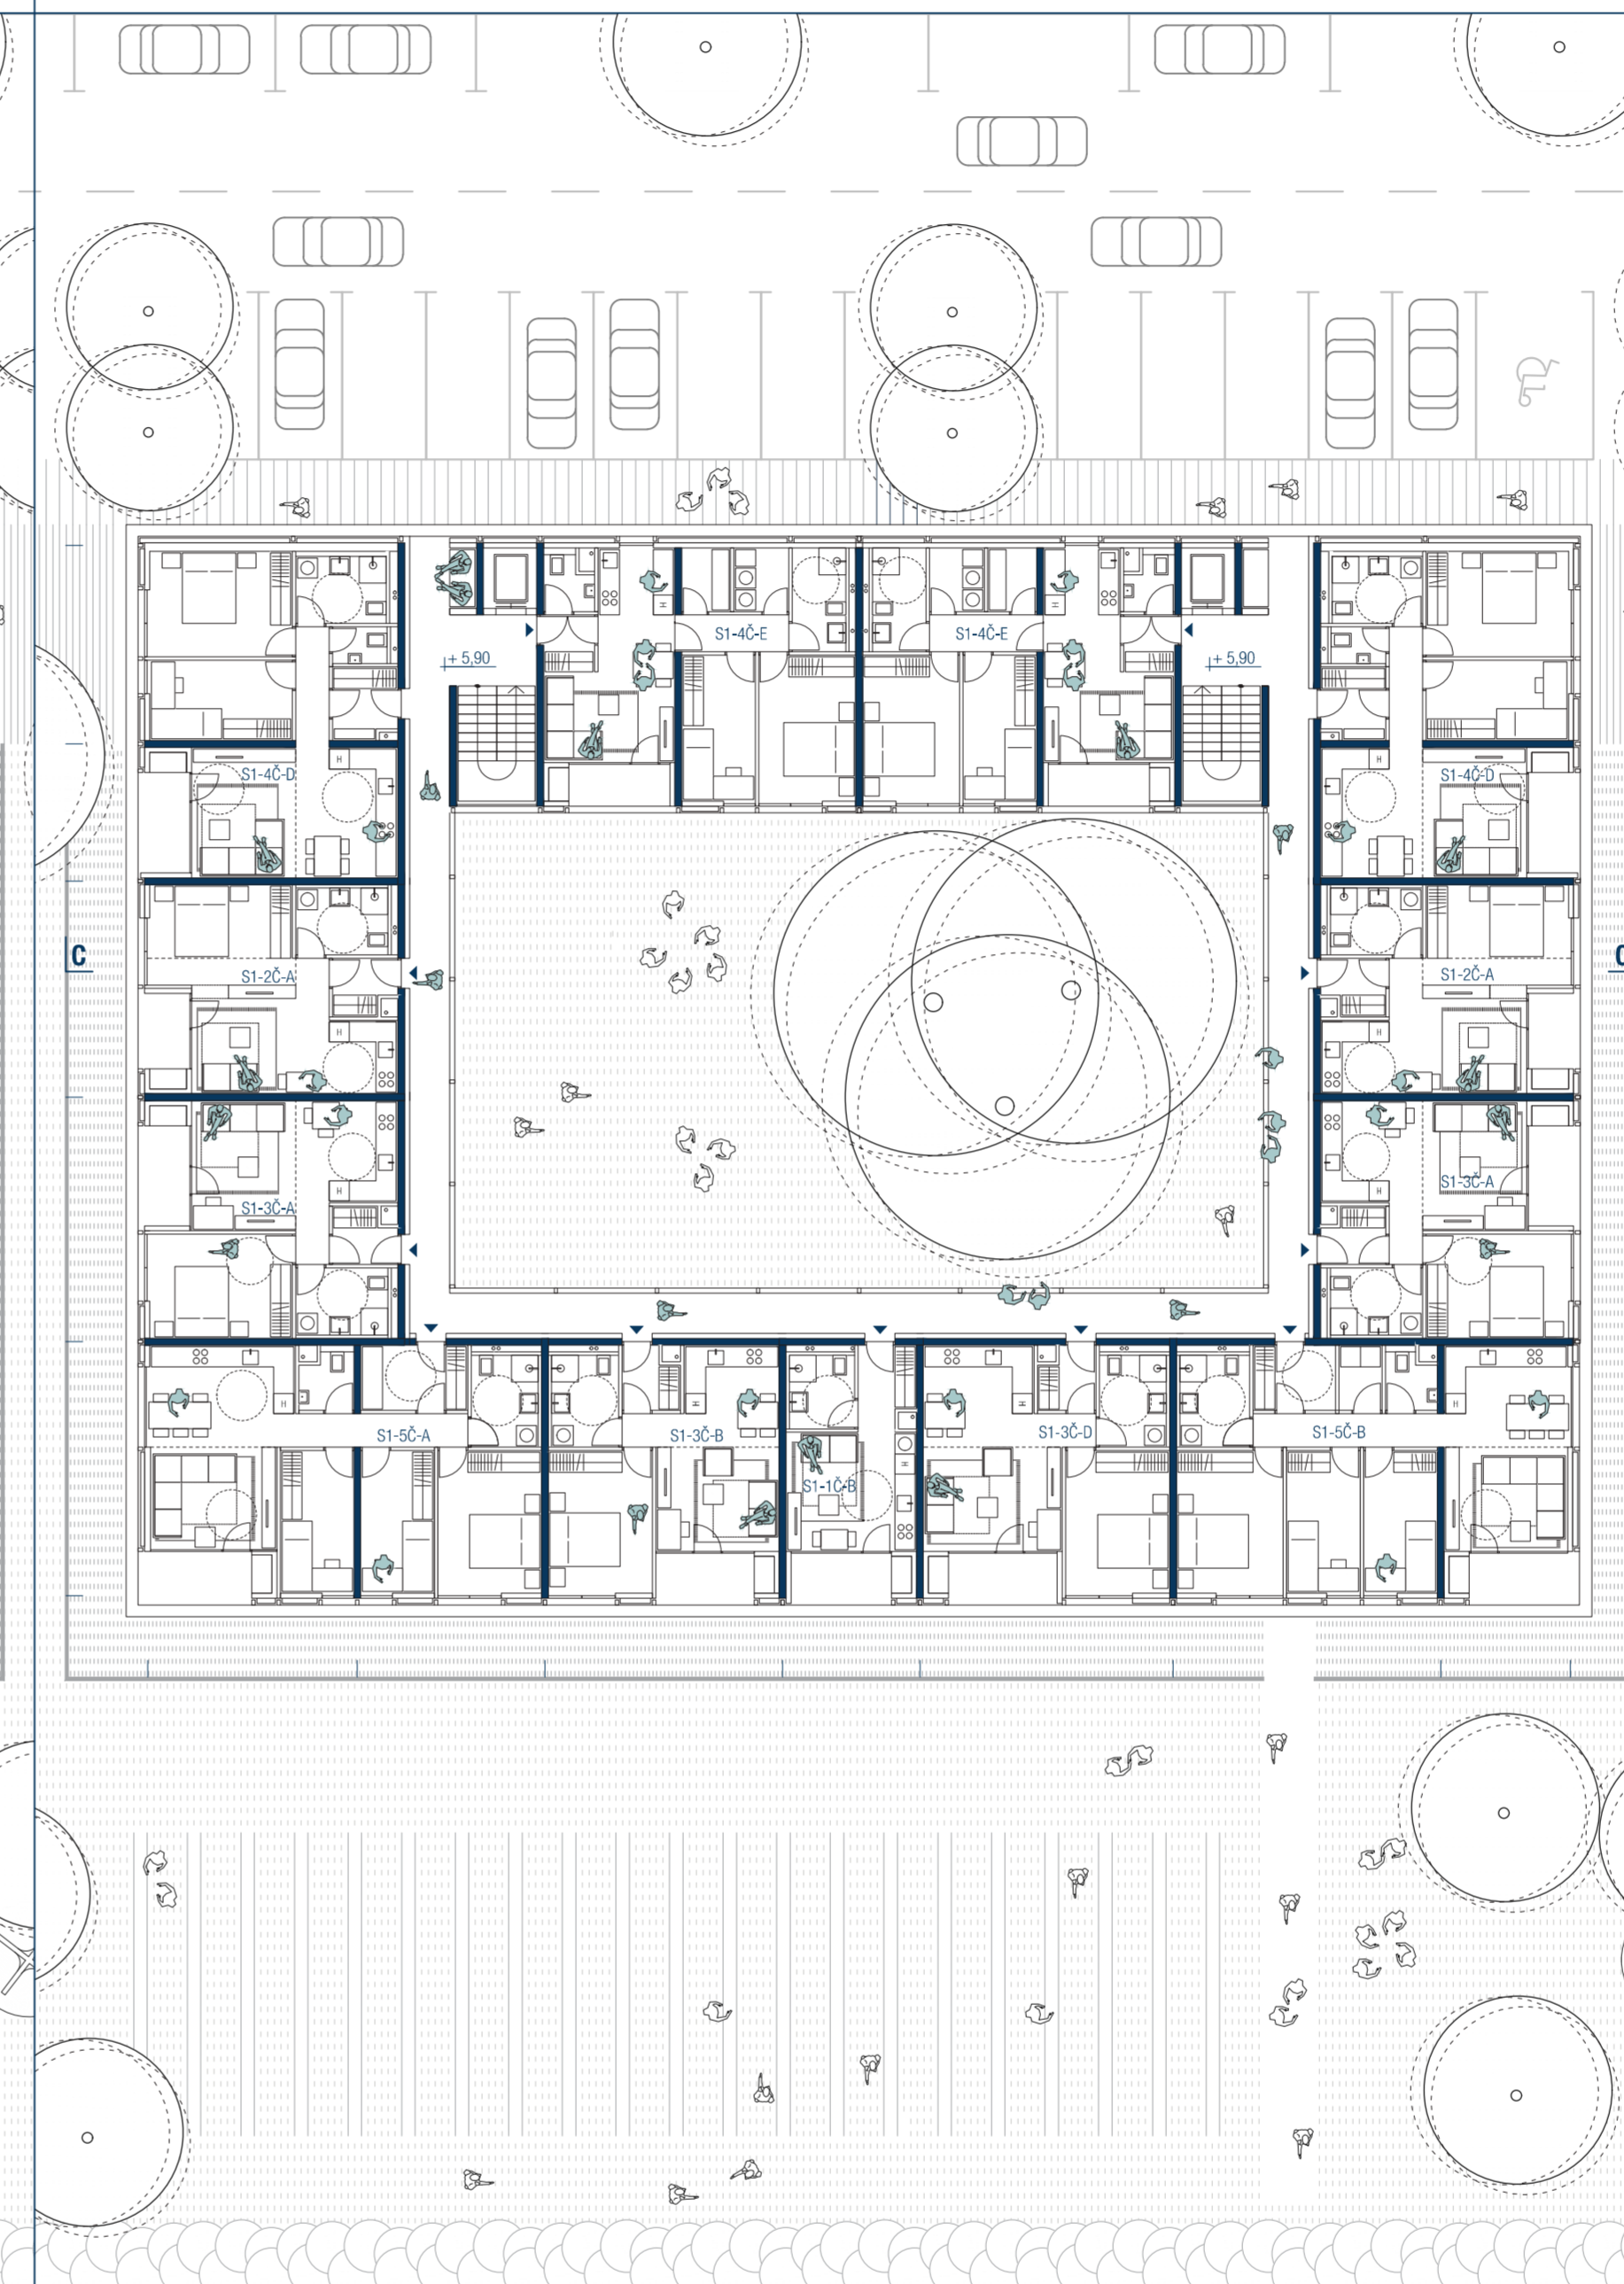 S1-4Č-E
S1-4Č-E
+ 5,90
+ 5,90
H
H
H
H
S1-4Č-D
S1-4Č-D
C
C
S1-2Č-A
S1-2Č-A
H
H
S1-3Č-A
S1-3Č-A
H
H
H
H
H
H
S1-5Č-A
S1-3Č-B
S1-3Č-D
S1-5Č-B
H
S1-1Č-B